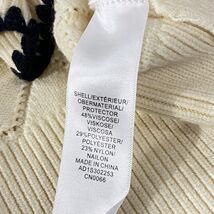 SHELL/EXTÉRIEUR/
OBERMATERIAL/
PROTECTOR
48%VISCOSE/
VISKOSE/
VISCOSA
29%POLYESTER/
POLYESTER
23%NYLON/
NAILON
MADE IN CHINA
AD1S302253
CN0066